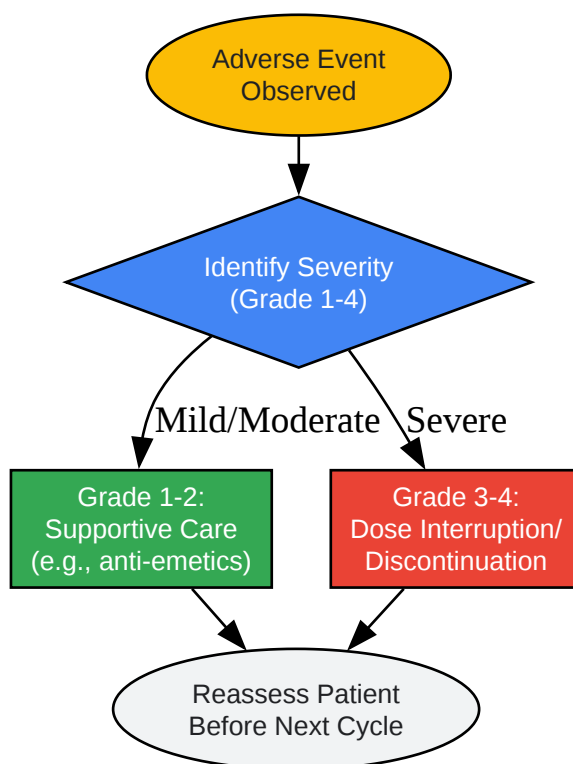 Adverse Event
Observed
Identify Severity
(Grade 1-4)
Mild/Moderate
Severe
Grade 1-2:
Supportive Care
(e.g., anti-emetics)
Grade 3-4:
Dose Interruption/
Discontinuation
Reassess Patient
Before Next Cycle